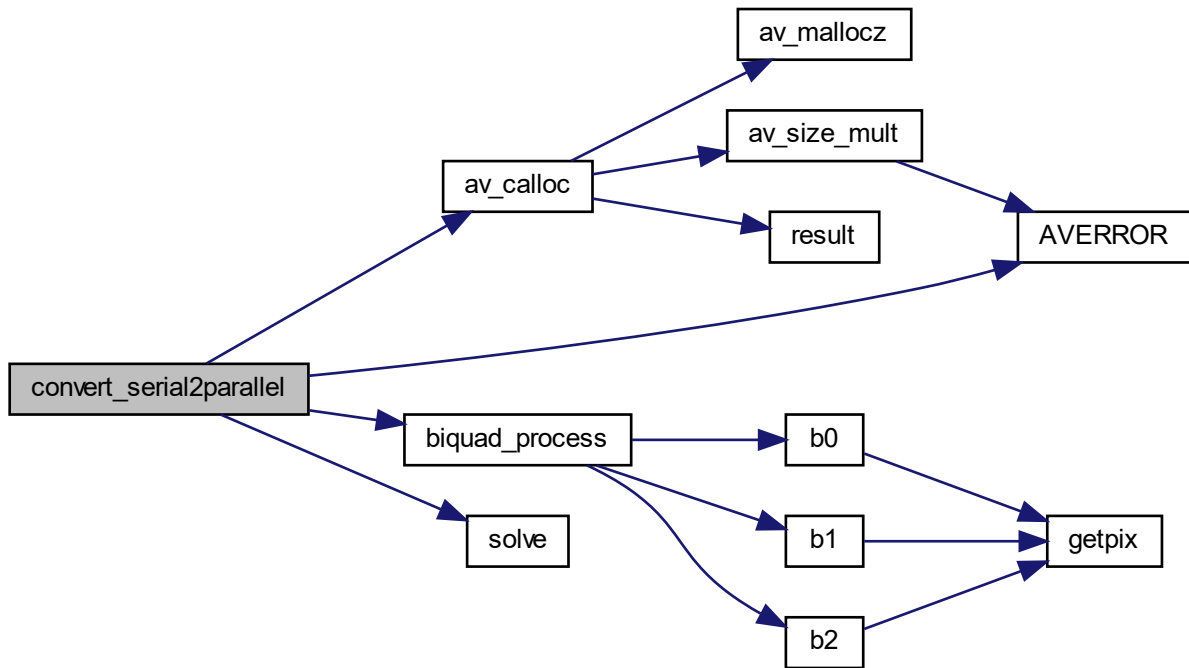 av_mallocz
av_size_mult
av_calloc
result
AVERROR
convert_serial2parallel
biquad_process
b0
solve
b1
getpix
b2